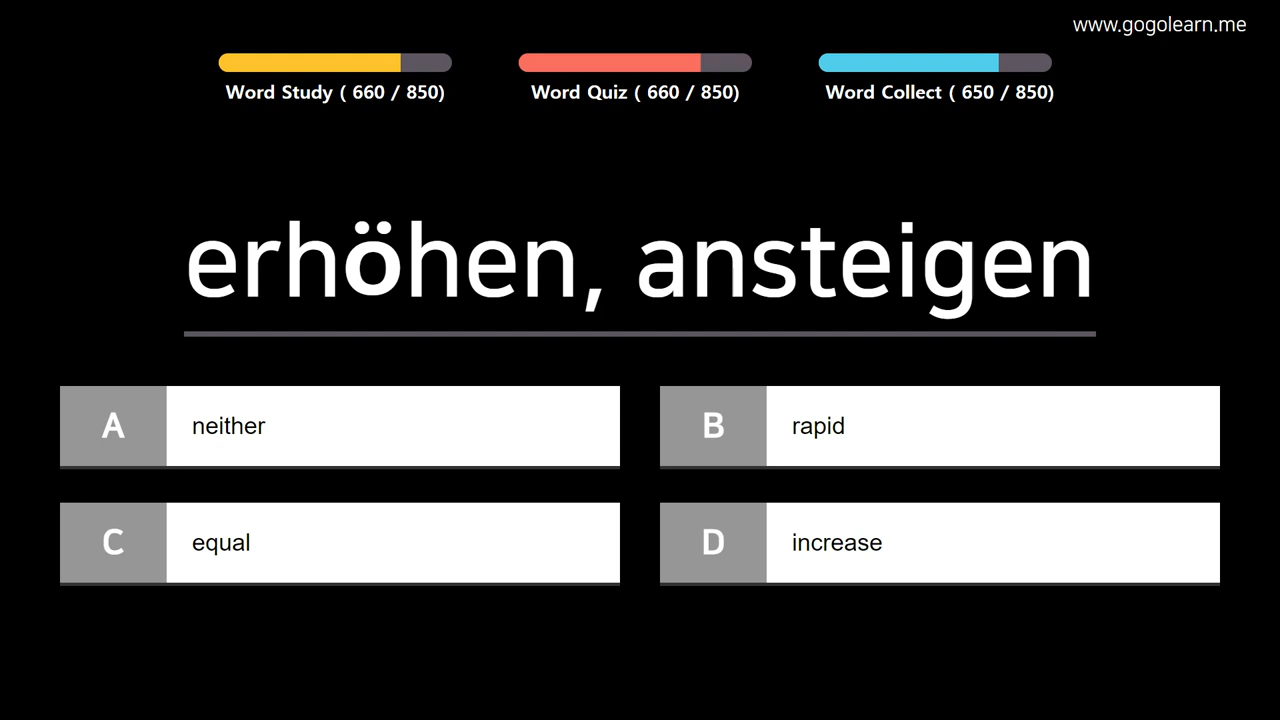 www.gogolearn.me
Word Study ( 660 / 850)
Word Quiz ( 660 / 850)
Word Collect ( 650 / 850)
erhöhen, ansteigen
A neither
B rapid
C equal
D increase